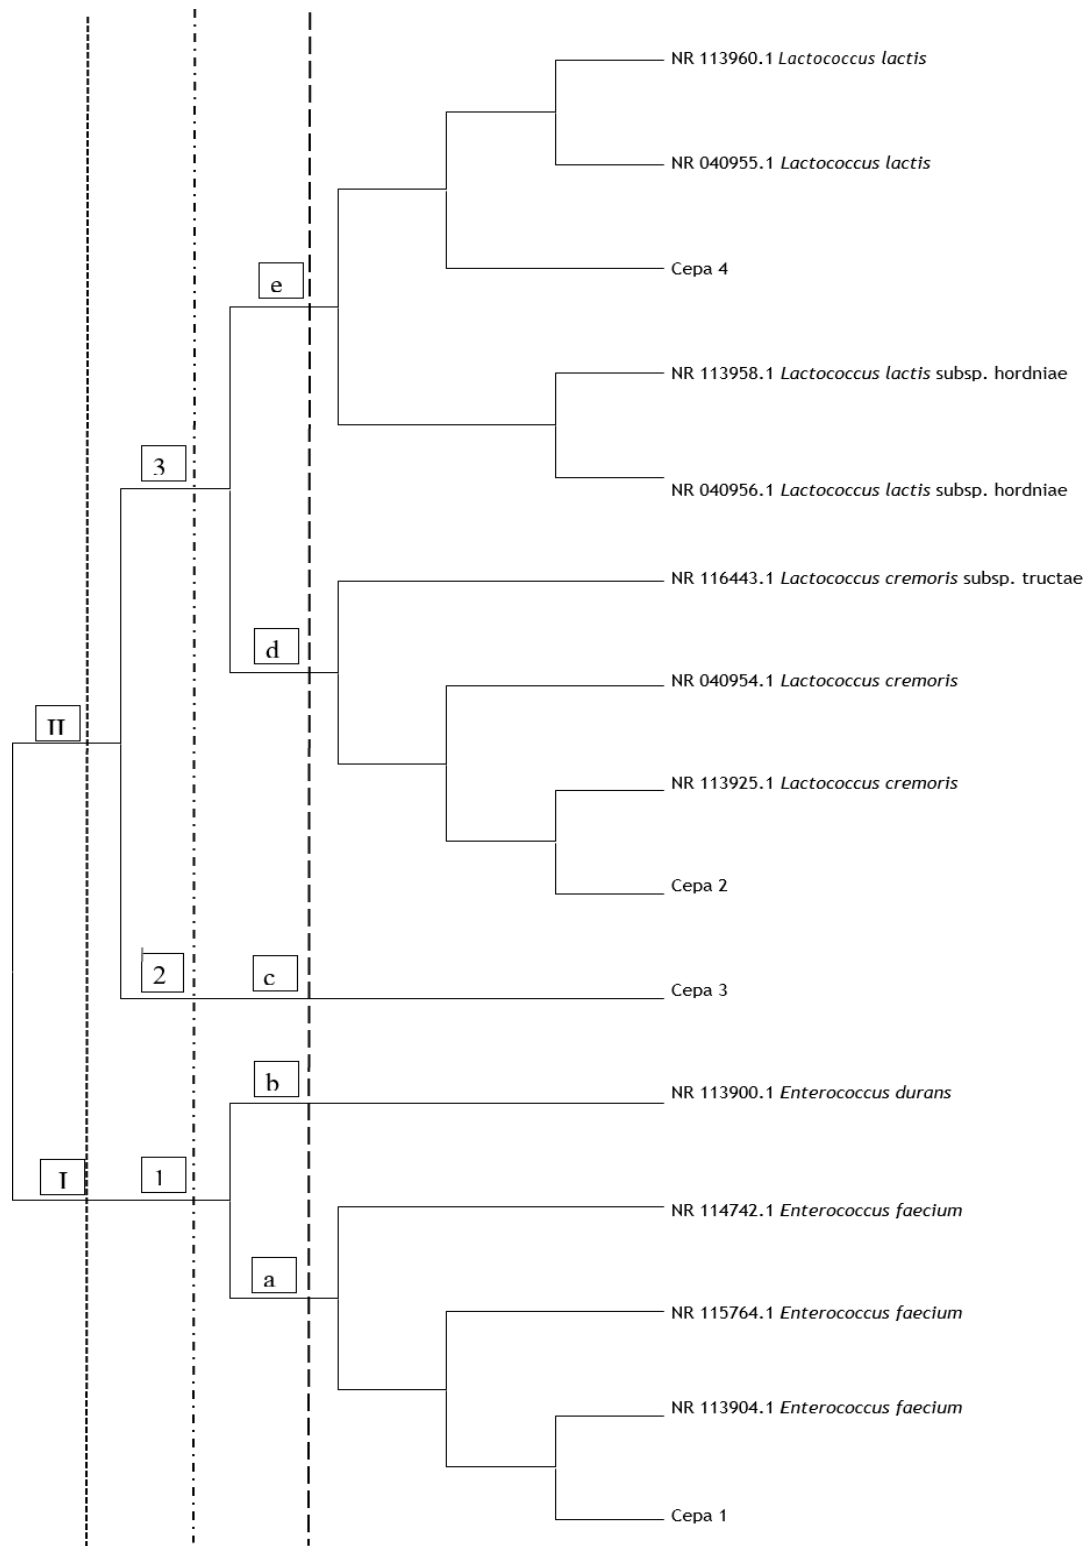 NR 113960.1 Lactococcus lactis
NR 040955.1 Lactococcus lactis
Cepa 4
e
NR 113958.1 Lactococcus lactis subsp. hordniae
3
NR 040956.1 Lactococcus lactis subsp. hordniae
NR 116443.1 Lactococcus cremoris subsp. tructae
d
NR 040954.1 Lactococcus cremoris
II
NR 113925.1 Lactococcus cremoris
Cepa 2
2
c
Cepa 3
b
NR 113900.1 Enterococcus durans
I
1
NR 114742.1 Enterococcus faecium
a
NR 115764.1 Enterococcus faecium
NR 113904.1 Enterococcus faecium
Cepa 1